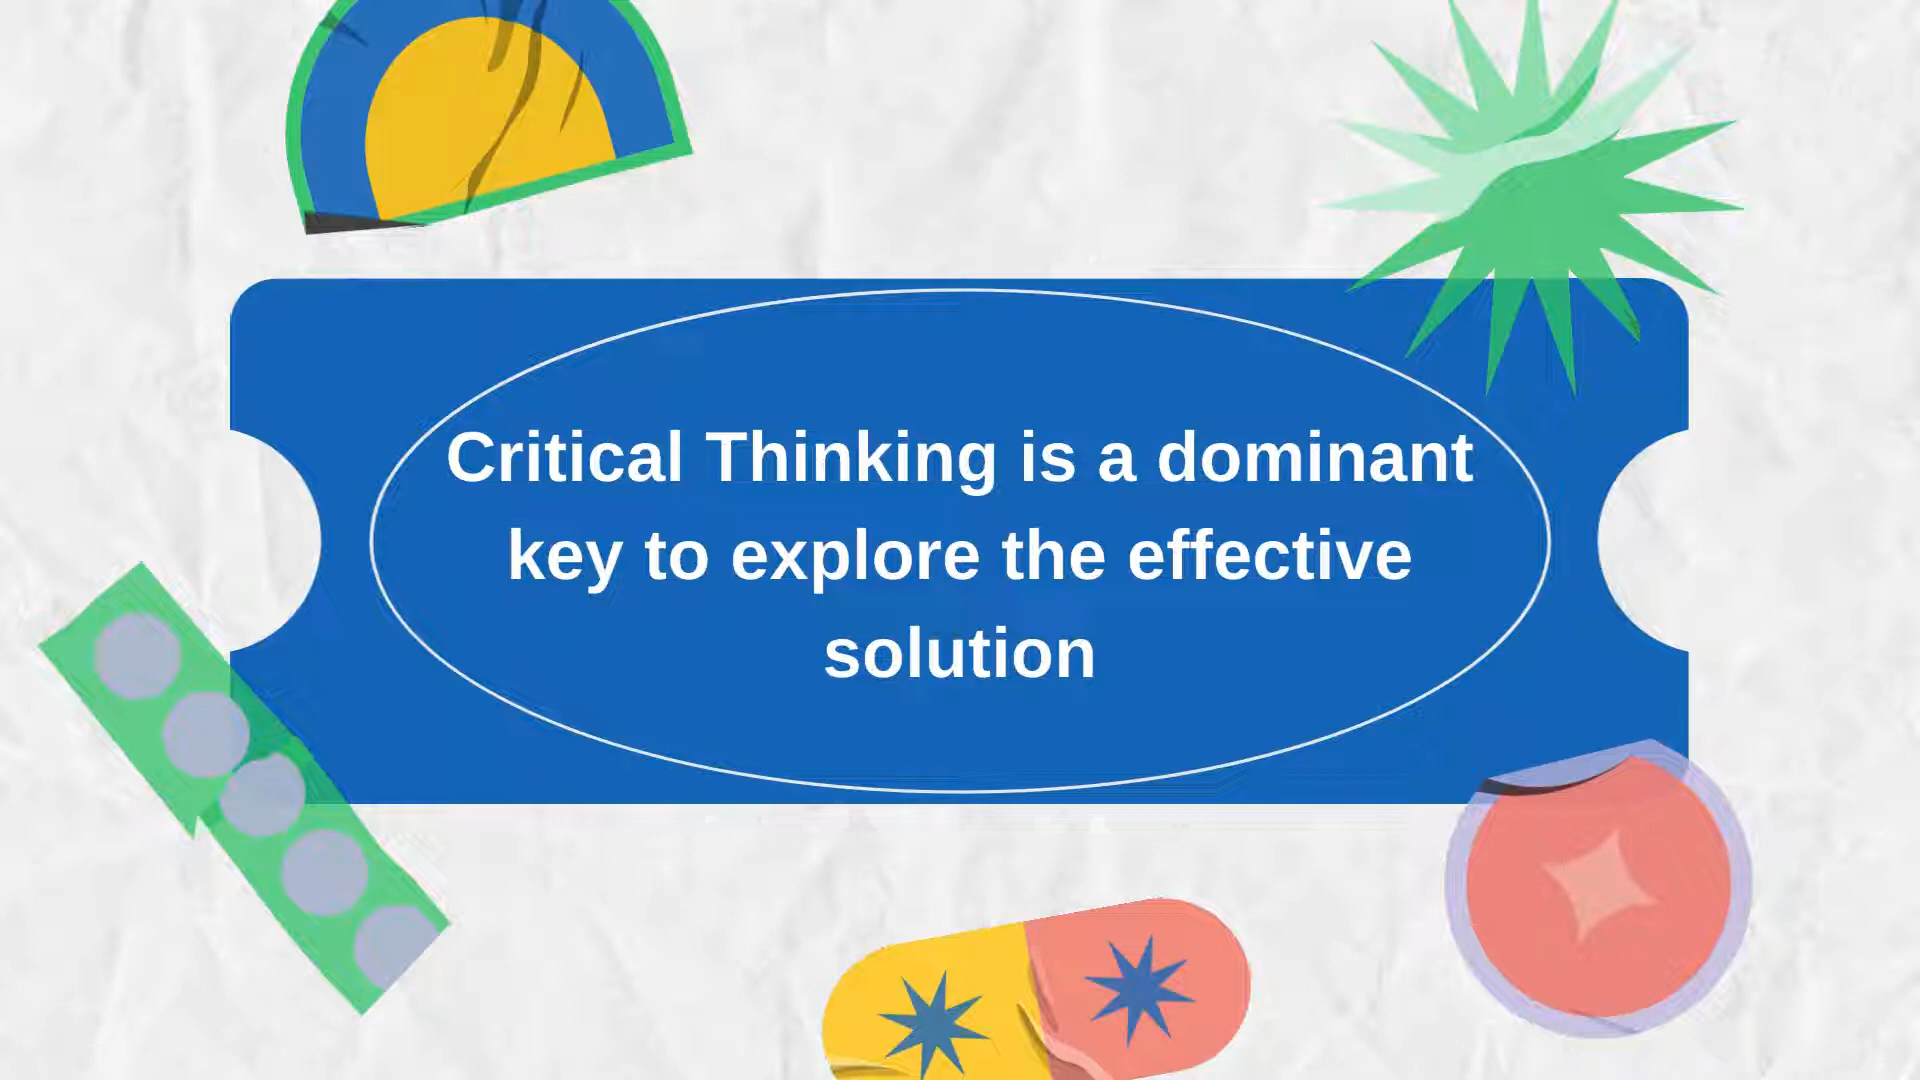 Critical Thinking is a dominant
key to explore the effective
solution